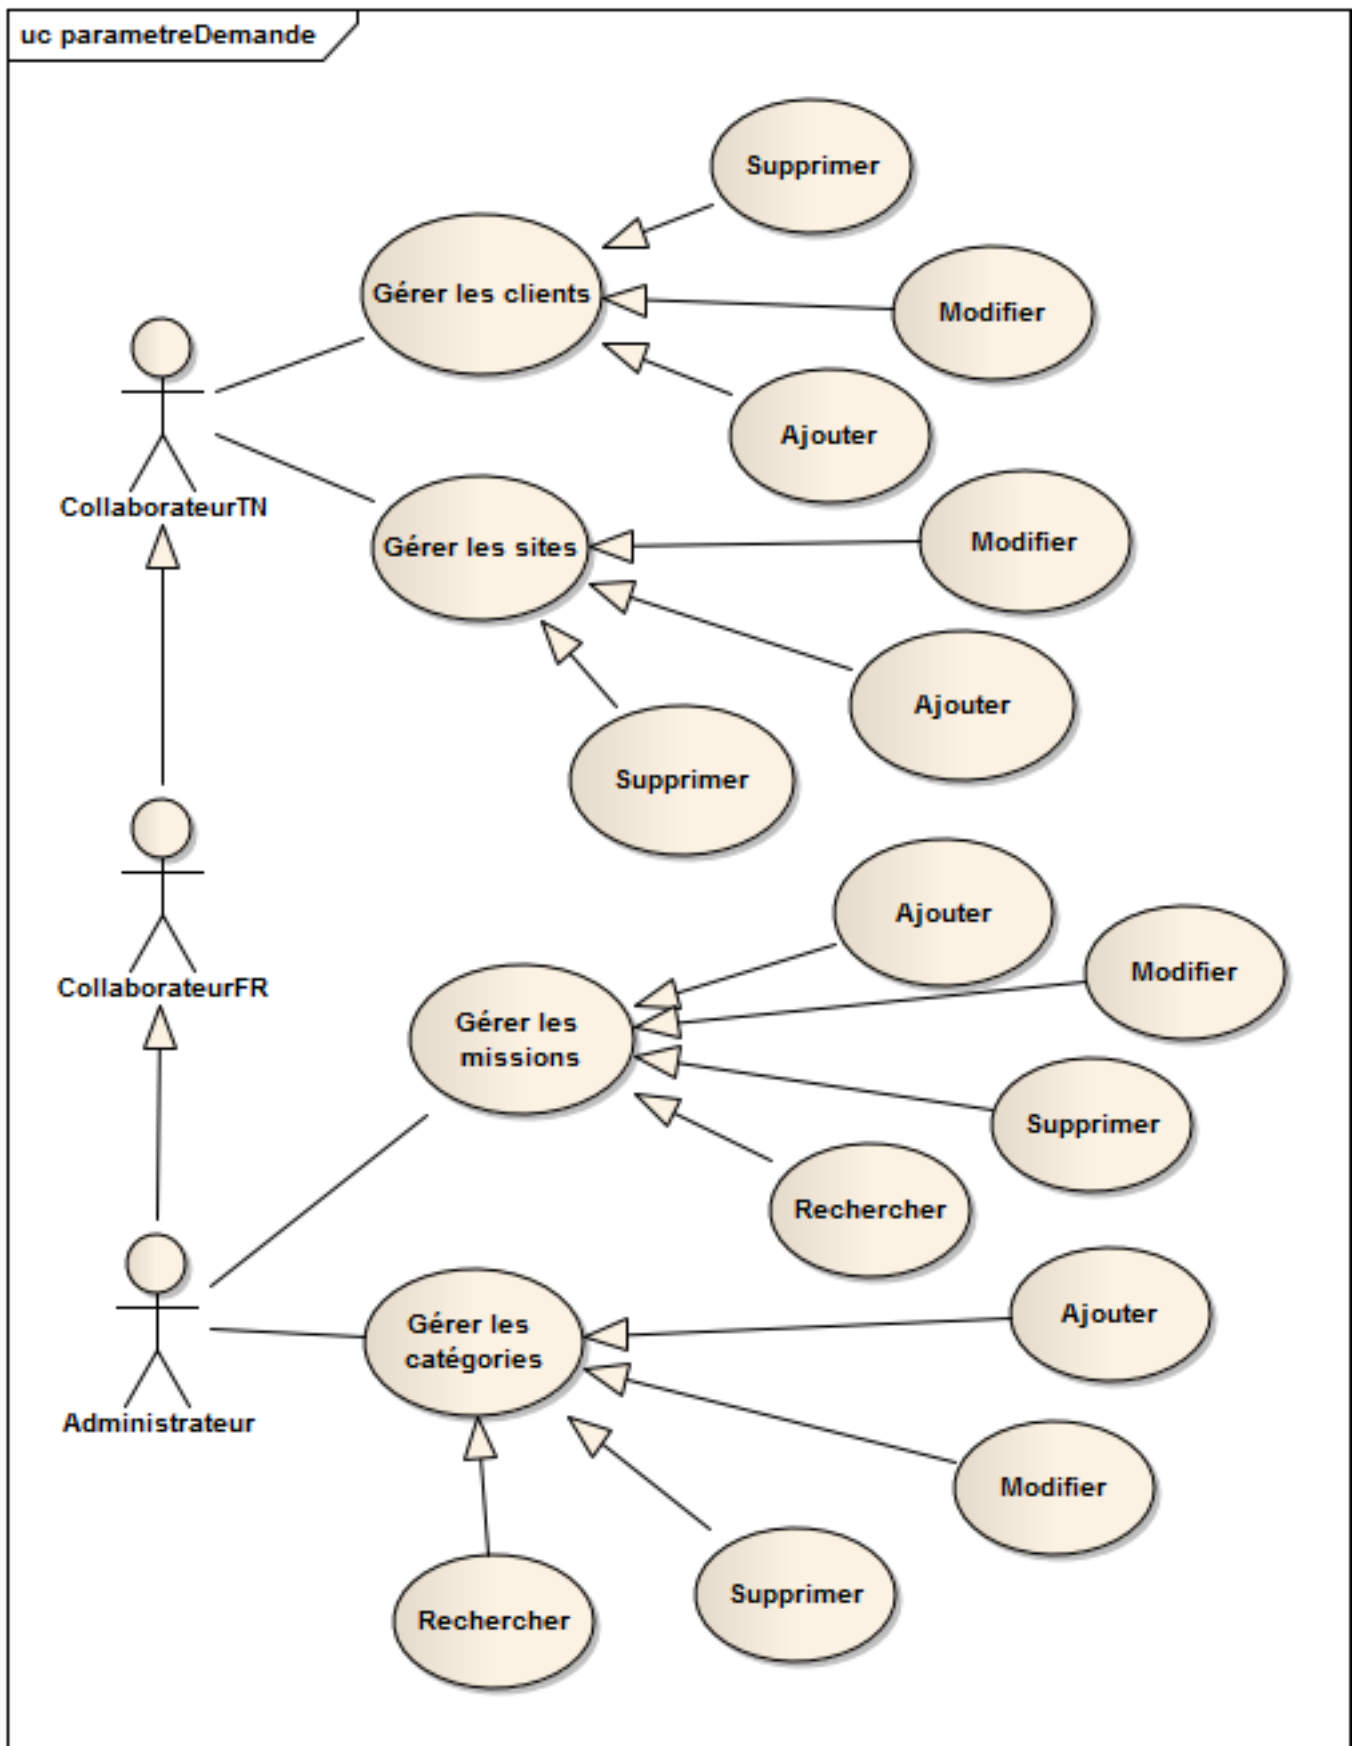 uc parametreDemande
Supprimer
Gérer les clients
Modifier
Ajouter
CollaborateurTN
Gérer les sites
Modifier
Ajouter
Supprimer
CollaborateurFR
Ajouter
Modifier
Gérer les
missions
Supprimer
Rechercher
Administrateur
Gérer les
catégories
Ajouter
Modifier
Supprimer
Rechercher